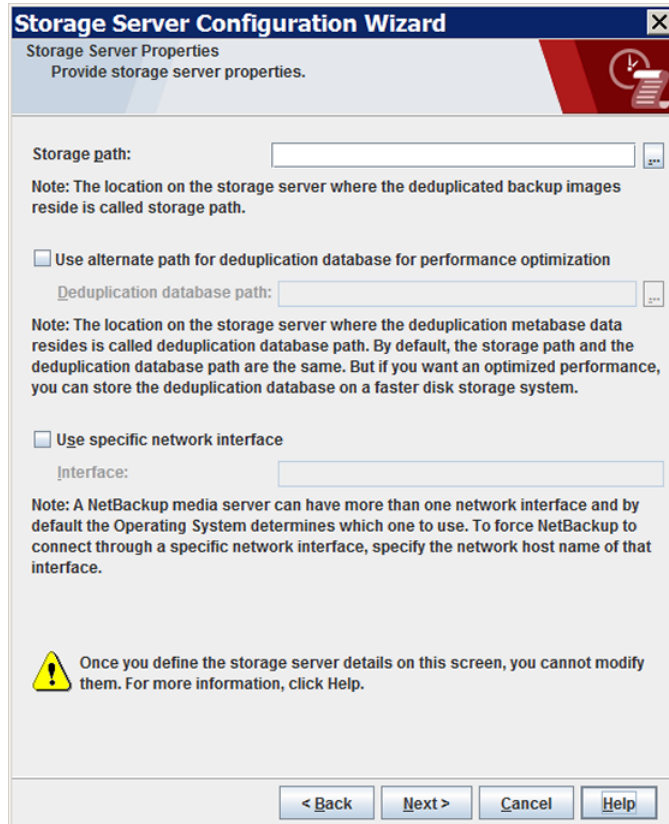 Storage Server Configuration Wizard
Storage Server Properties
Provide storage server properties.
Storage path:
...
Note: The location on the storage server where the deduplicated backup images
reside is called storage path.
Use alternate path for deduplication database for performance optimization
Deduplication database path:
...
Note: The location on the storage server where the deduplication metabase data
resides is called deduplication database path. By default, the storage path and the
deduplication database path are the same. But if you want an optimized performance,
you can store the deduplication database on a faster disk storage system.
Use specific network interface
Interface:
Note: A NetBackup media server can have more than one network interface and by
default the Operating System determines which one to use. To force NetBackup to
connect through a specific network interface, specify the network host name of that
interface.
Once you define the storage server details on this screen, you cannot modify
them. For more information, click Help.
< Back Next > Cancel Help